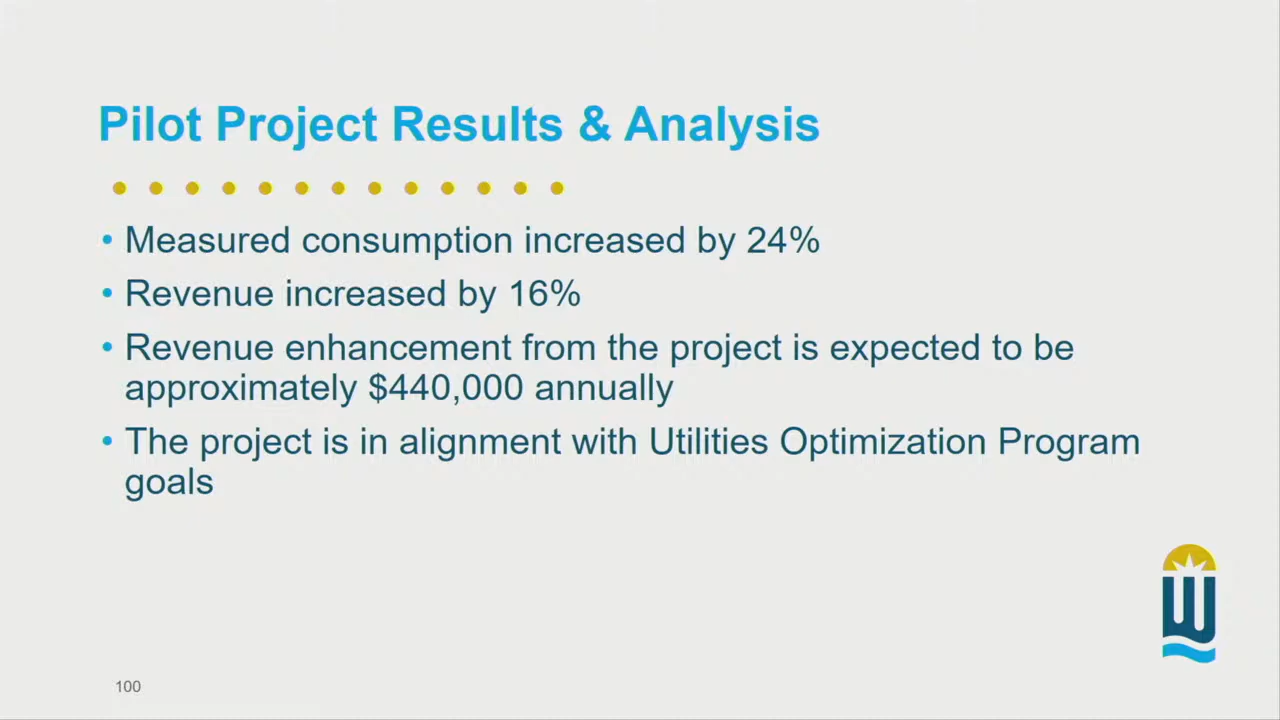 Pilot Project Results & Analysis
• Measured consumption increased by 24%
• Revenue increased by 16%
• Revenue enhancement from the project is expected to be
approximately $440,000 annually
• The project is in alignment with Utilities Optimization Program
goals
W
100